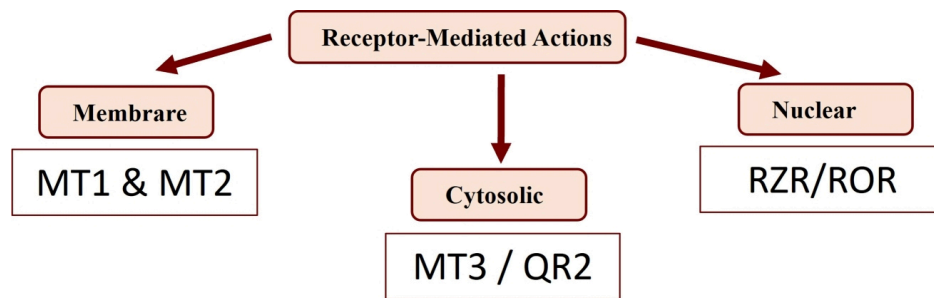 Receptor-Mediated Actions
Membrare
MT1 & MT2
Cytosolic
MT3 / QR2
Nuclear
RZR/ROR